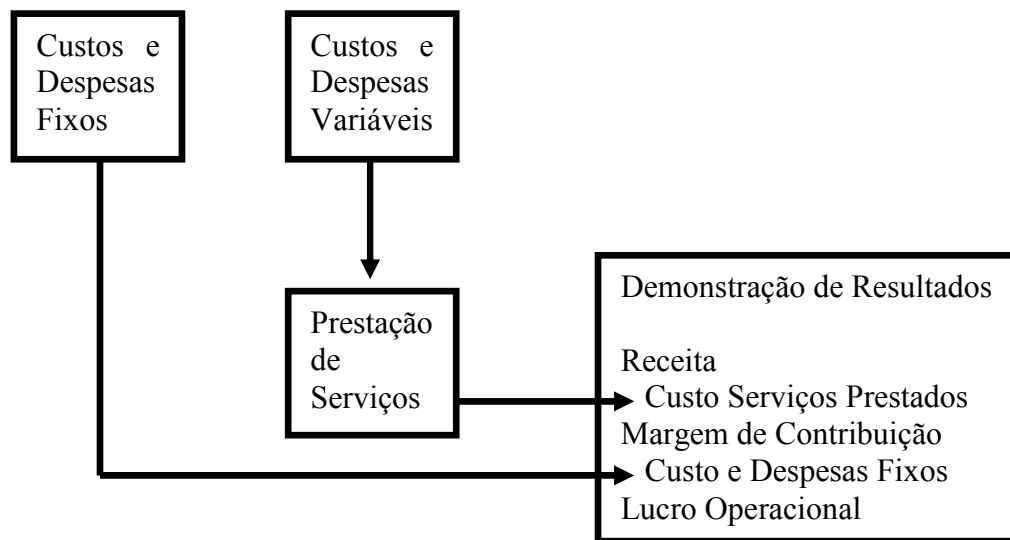 Custos e
Despesas
Fixos
Custos e
Despesas
Variáveis
Prestação
de
Serviços
Demonstração de Resultados
Receita
Custo Serviços Prestados
Margem de Contribuição
Custo e Despesas Fixos
Lucro Operacional